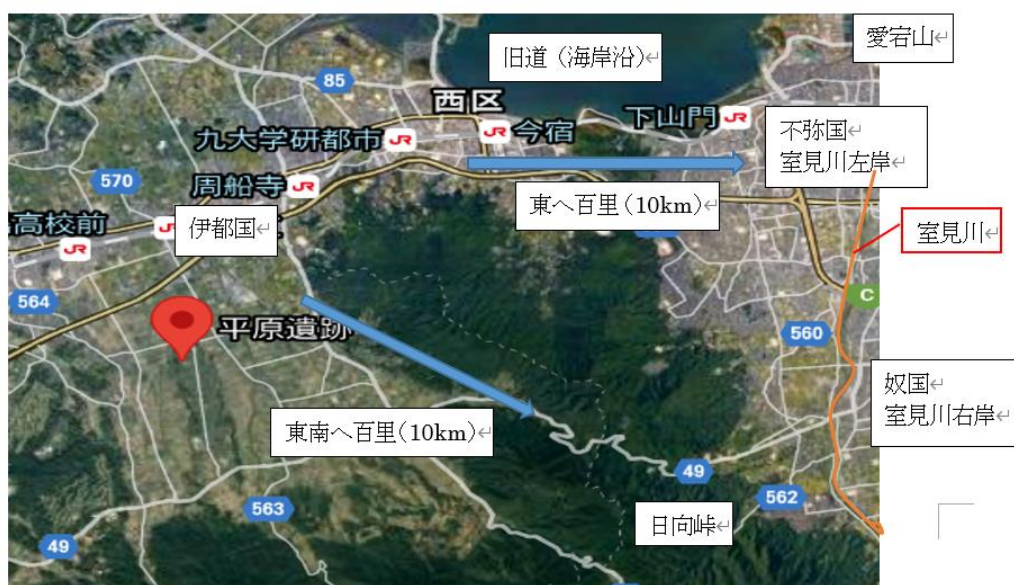 愛宕山↵
旧道（海岸沿）↵
85
西区
下山門
今宿
九大学研都市
不弥国↵
室見川左岸↵
570
周船寺
東へ百里（10km）↵
高校前
伊都国↵
室見川↵
564
C
平原遺跡
560
奴国↵
室見川右岸↵
東南へ百里（10km）↵
49
562
563
日向峠↵
49